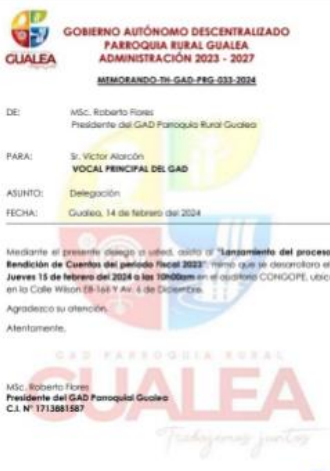 GUALEA
GOBIERNO AUTÓNOMO DESCENTRALIZADO
PARROQUIA RURAL GUALEA
ADMINISTRACIÓN 2023 - 2027
MEMORANDO-TH-GAD-PRG-033-2024
DE: MSc. Roberto Flores
Presidente del GAD Parroquia Rural Gualea
PARA: Sr. Víctor Alarcón
VOCAL PRINCIPAL DEL GAD
ASUNTO: Delegación
FECHA: Gualea, 14 de febrero del 2024
Mediante el presente delego a usted, asista al "Lanzamiento del proceso
Rendición de Cuentas del periodo fiscal 2023", mismo que se desarrollara el
Jueves 15 de febrero del 2024 a las 10h00am en el auditorio CONGOPE, ubic
en la Calle Wilson E8-166 Y Av. 6 de Diciembre.
Agradezco su atención.
Atentamente,
GAD PARROQUIA RURAL
GUALEA
Trabajemos juntos
MSc. Roberto Flores
Presidente del GAD Parroquial Gualea
C.I. N° 1713881587